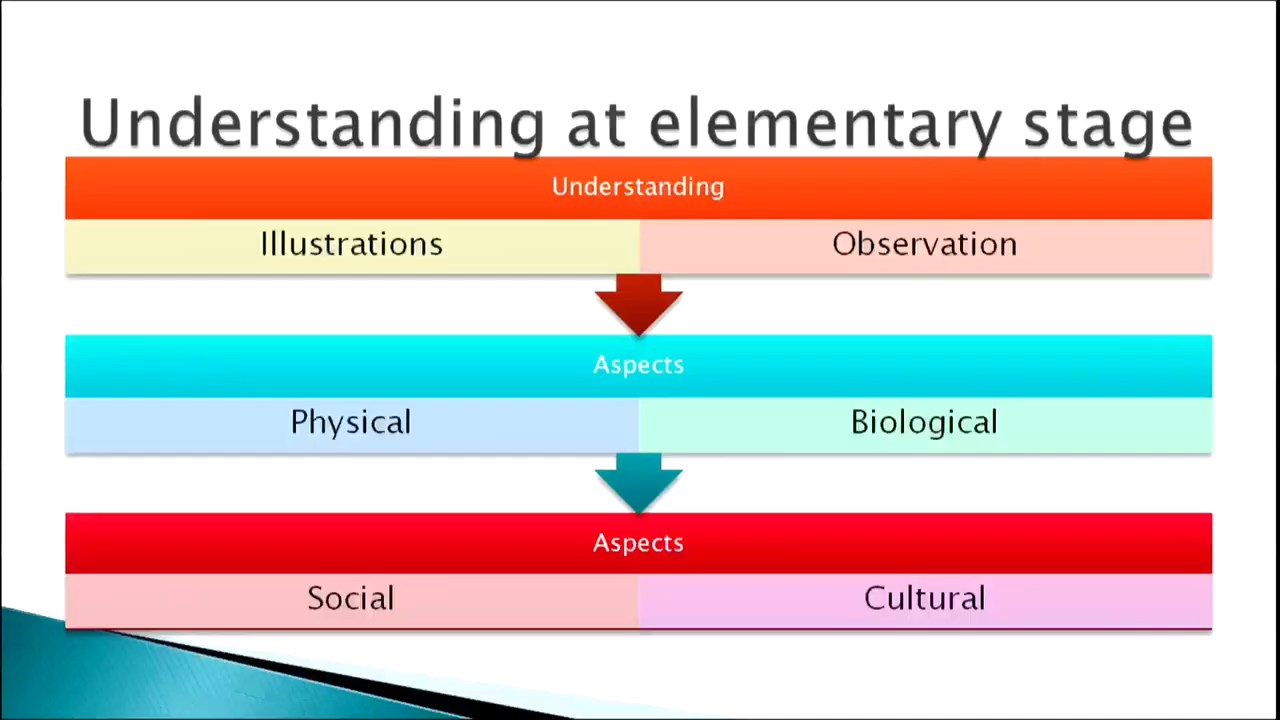 Understanding at elementary stage
Understanding
Illustrations
Observation
Aspects
Physical
Biological
Aspects
Social
Cultural